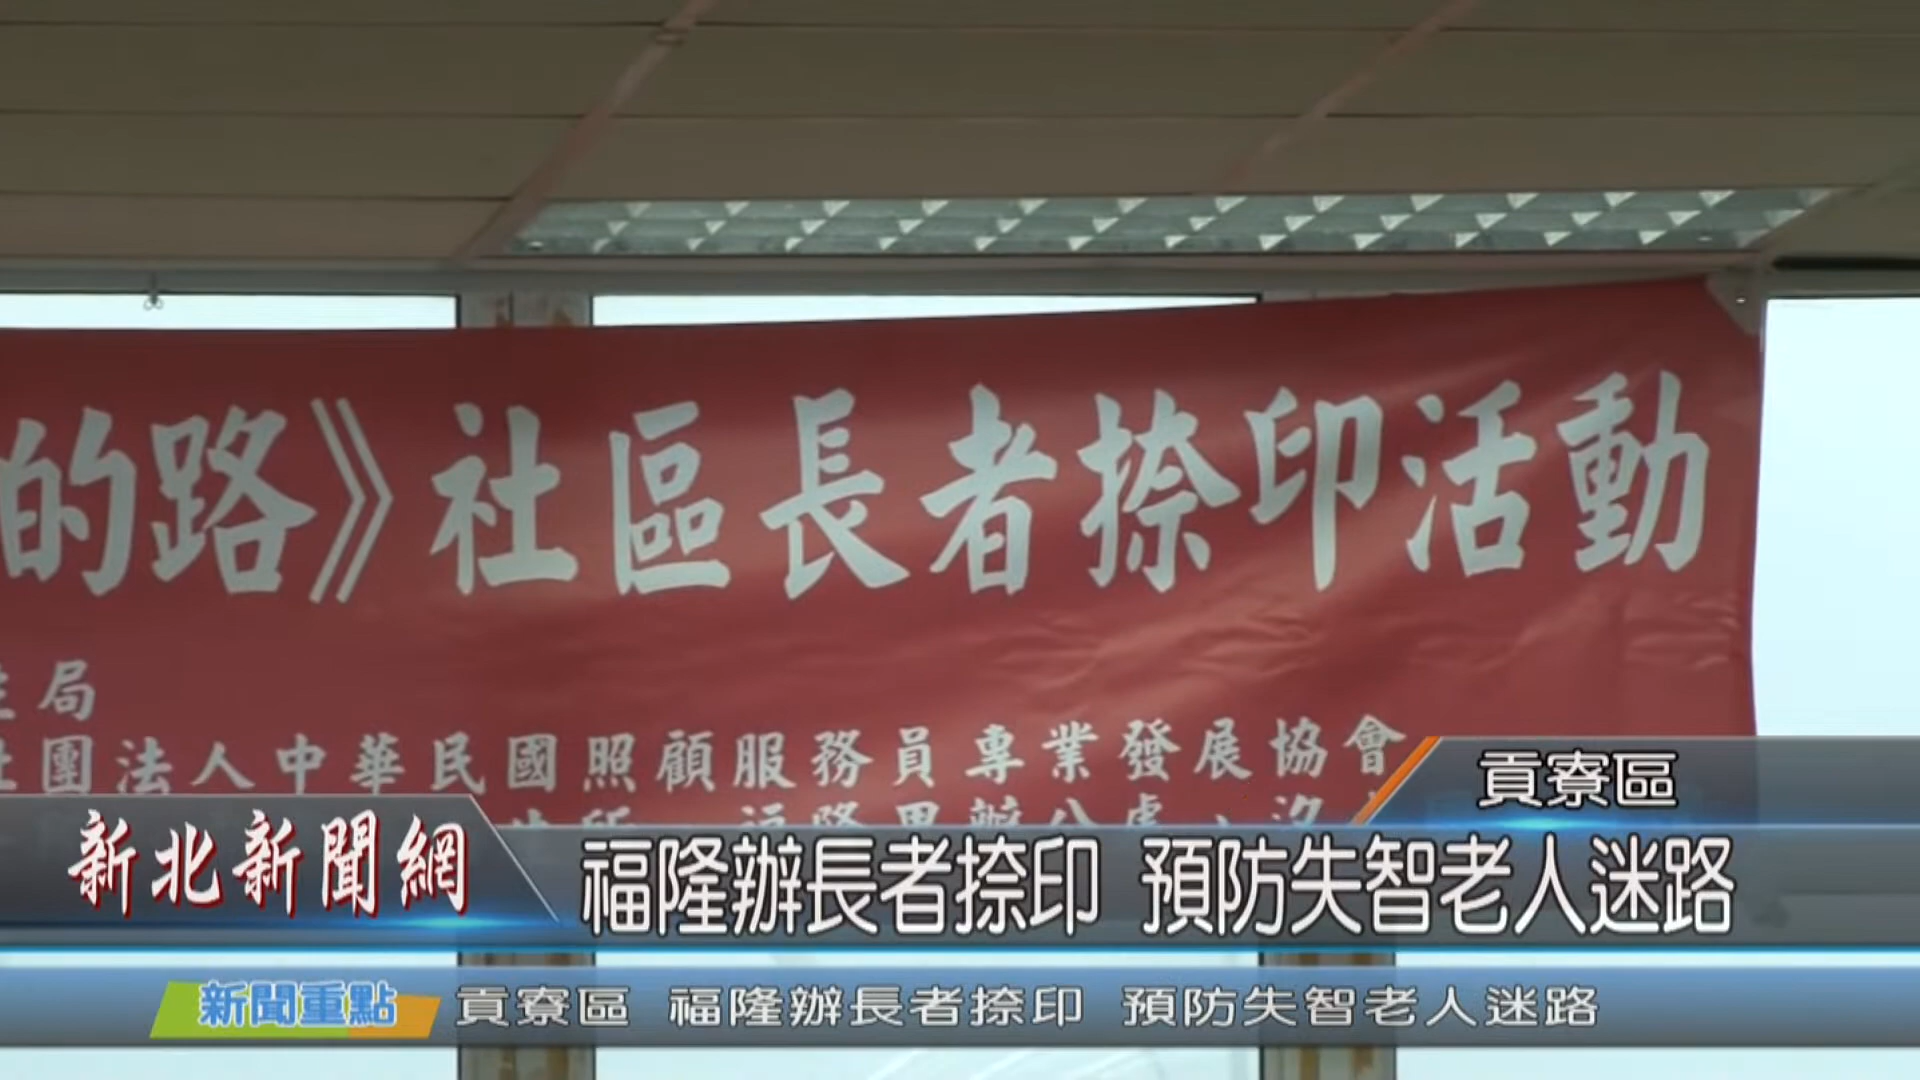 的路》社區長者捺印活動
局
社團法人中華民國照顧服務員專業發展協會
貢寮區
新北新聞網
福隆辦長者捺印 預防失智老人迷路
新聞重點
貢寮區 福隆辦長者捺印 預防失智老人迷路